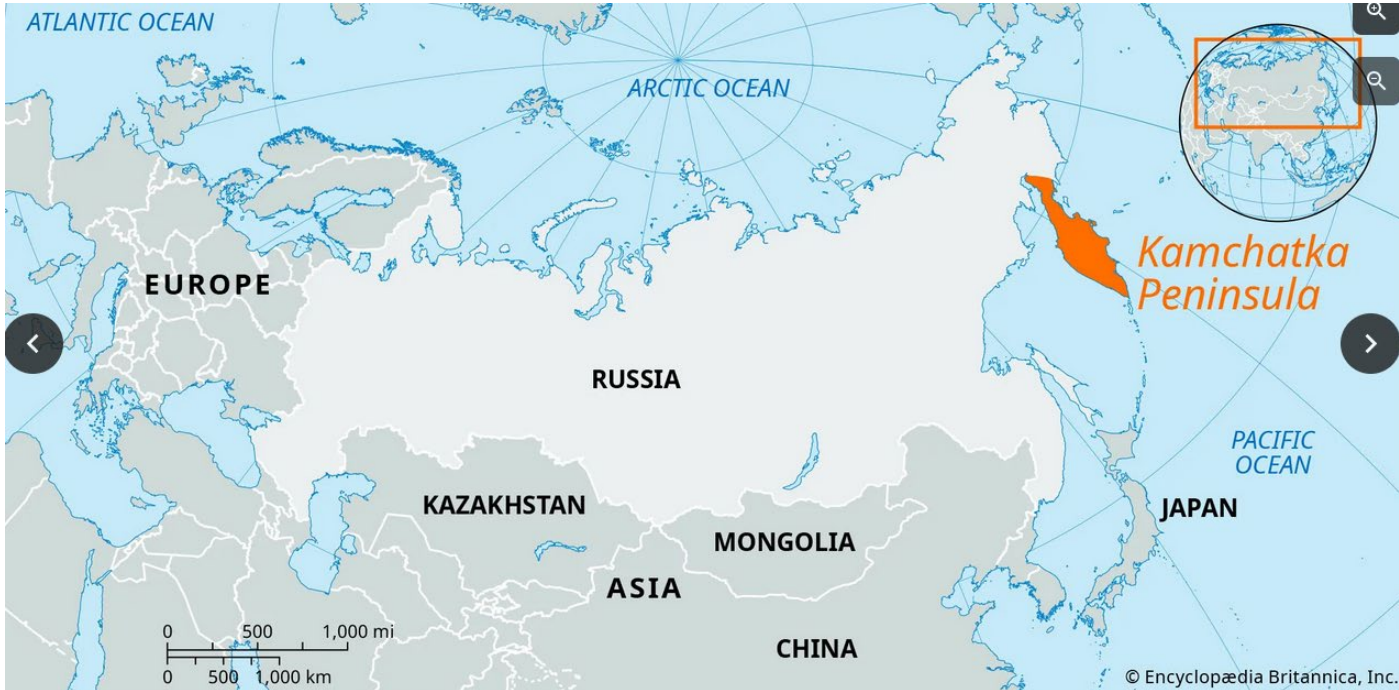 ATLANTIC OCEAN
ARCTIC OCEAN
Kamchatka
Peninsula
EUROPE
RUSSIA
PACIFIC
OCEAN
KAZAKHSTAN
JAPAN
MONGOLIA
ASIA
0 500 1,000 mi
0 500 1,000 km
CHINA
© Encyclopædia Britannica, Inc.